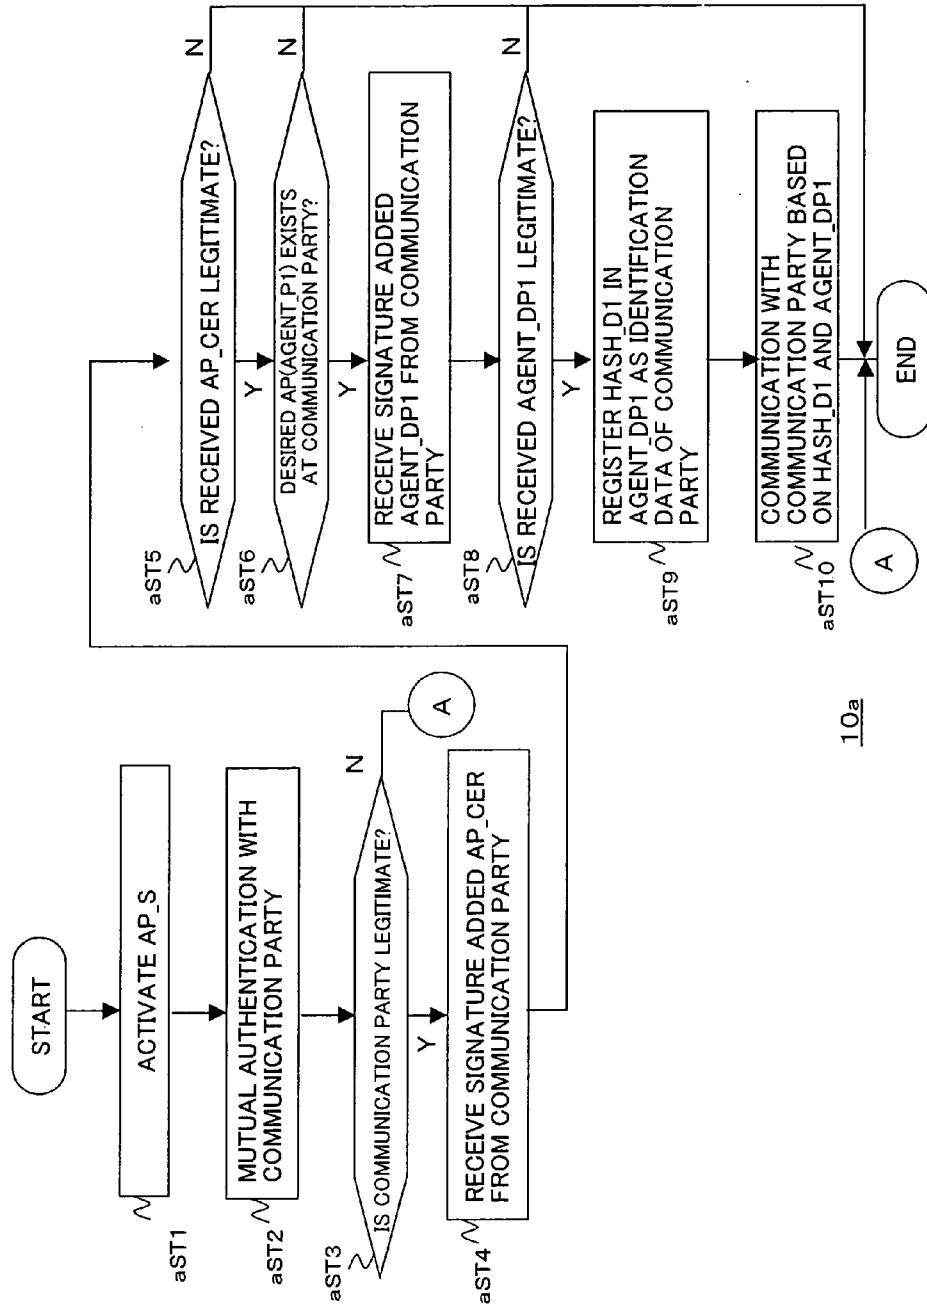 START
aST1
ACTIVATE AP_S
aST2
MUTUAL AUTHENTICATION WITH
COMMUNICATION PARTY
aST3
IS COMMUNICATION PARTY LEGITIMATE?
N
A
Y
aST4
RECEIVE SIGNATURE ADDED AP_CER
FROM COMMUNICATION PARTY
aST5
IS RECEIVED AP_CER LEGITIMATE?
N
Y
aST6
DESIRED AP(AGENT_P1) EXISTS
AT COMMUNICATION PARTY?
N
Y
aST7
RECEIVE SIGNATURE ADDED
AGENT_DP1 FROM COMMUNICATION
PARTY
aST8
IS RECEIVED AGENT_DP1 LEGITIMATE?
N
Y
aST9
REGISTER HASH_D1 IN
AGENT_DP1 AS IDENTIFICATION
DATA OF COMMUNICATION
PARTY
aST10
COMMUNICATION WITH
COMMUNICATION PARTY BASED
ON HASH_D1 AND AGENT_DP1
A
END
10a